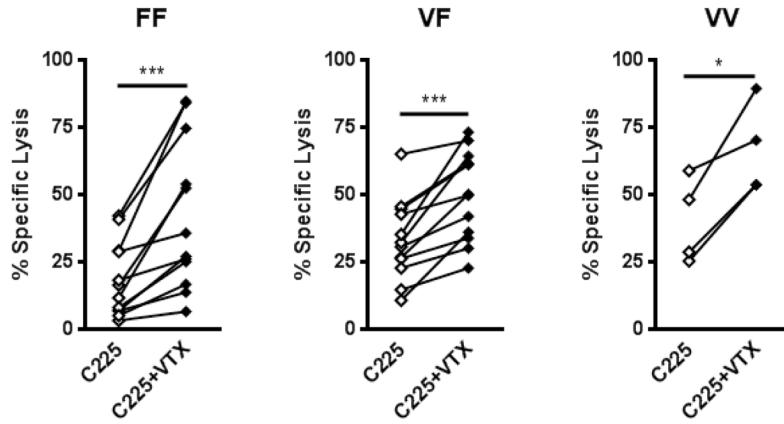 FF
% Specific Lysis
100
75
50
25
0
***
C225
C225+VTX
VF
% Specific Lysis
100
75
50
25
0
***
C225
C225+VTX
VV
% Specific Lysis
100
75
50
25
0
*
C225
C225+VTX